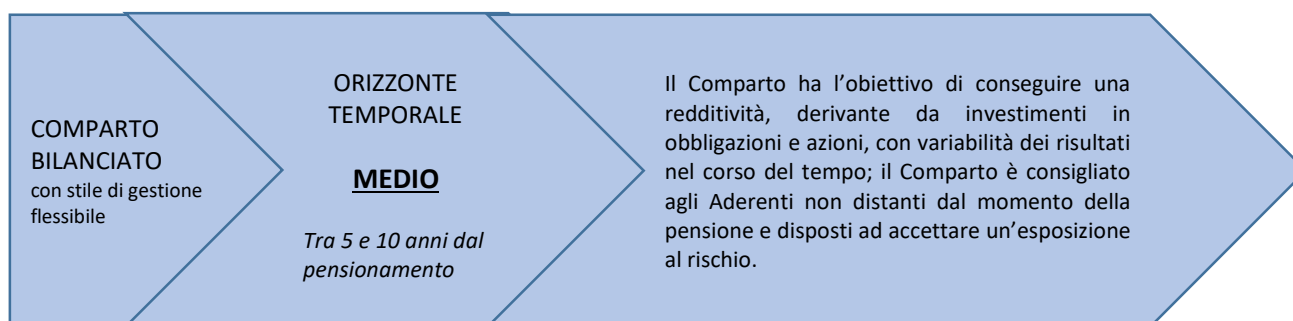 COMPARTO
BILANCIATO
con stile di gestione
flessibile
ORIZZONTE
TEMPORALE
MEDIO
Tra 5 e 10 anni dal
pensionamento
Il Comparto ha l’obiettivo di conseguire una
redditività, derivante da investimenti in
obbligazioni e azioni, con variabilità dei risultati
nel corso del tempo; il Comparto è consigliato
agli Aderenti non distanti dal momento della
pensione e disposti ad accettare un’esposizione
al rischio.